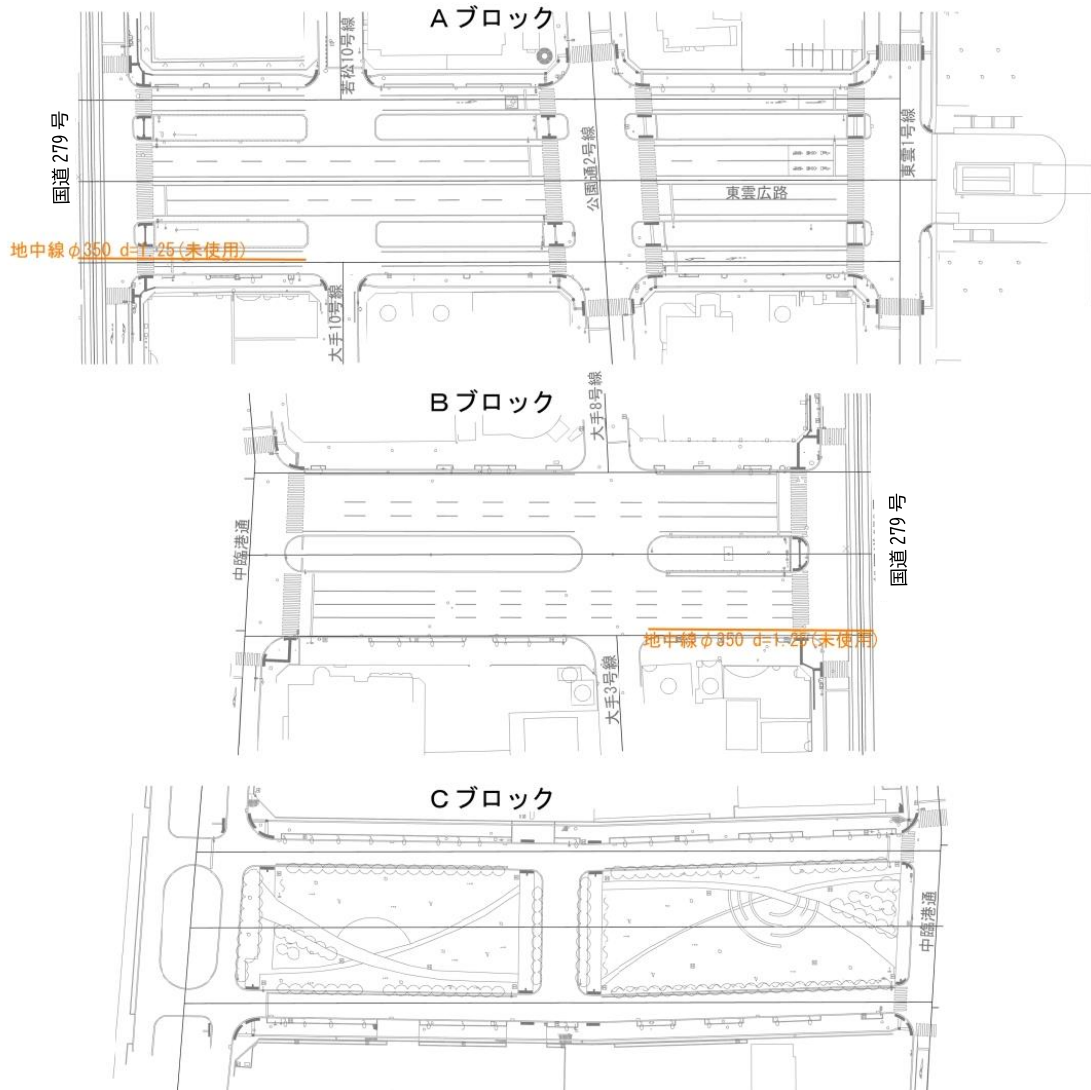 Aブロック
若松10号線
国道279号
公園通2号線
東雲1号線
東雲広路
地中線φ350 d=1.25(未使用)
大手10号線
Bブロック
大手8号線
中臨港通
国道279号
地中線φ350 d=1.25(未使用)
大手3号線
Cブロック
中臨港通